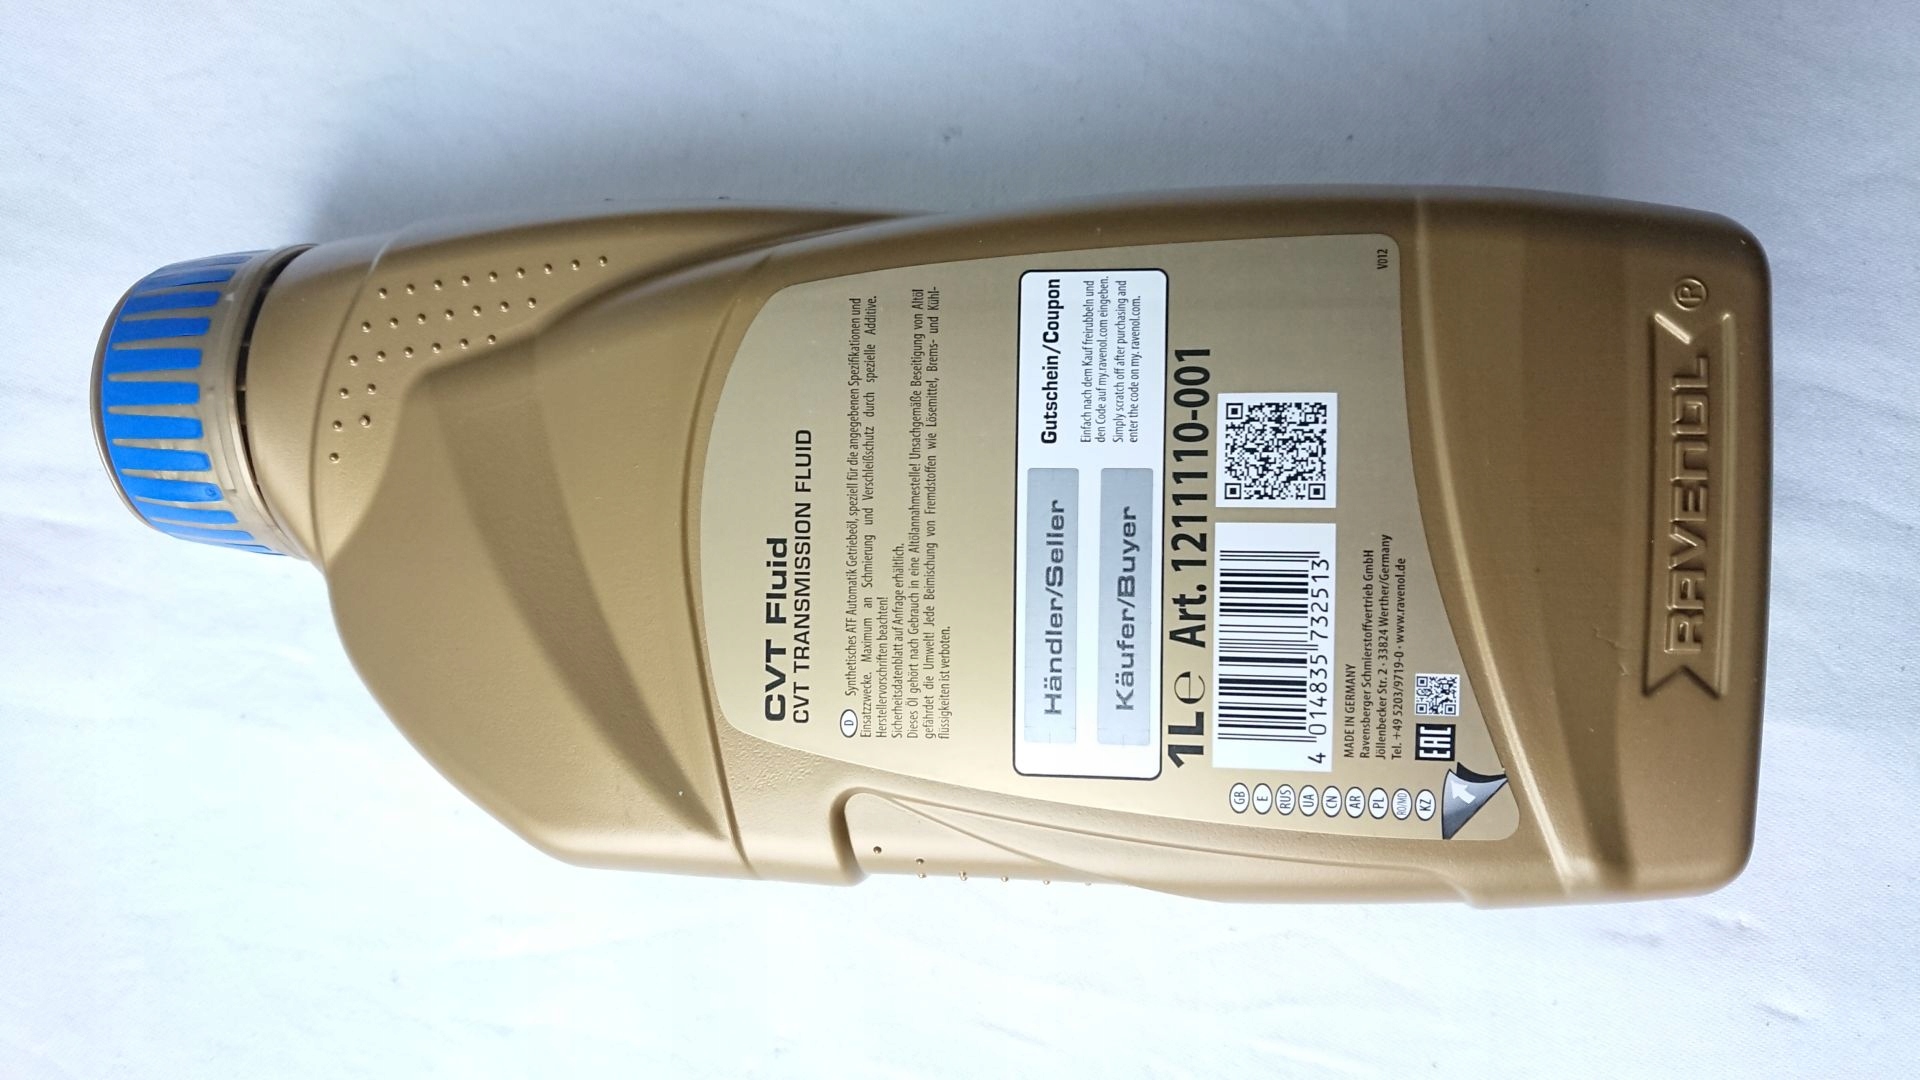 CVT Fluid
CVT TRANSMISSION FLUID
D Synthetisches ATF Automatik Getriebeöl, speziell für die angegebenen Spezifikationen und
Einsatzzwecke. Maximum an Schmierung und Verschleißschutz durch spezielle Additive.
Herstellervorschriften beachten!
Sicherheitsdatenblatt auf Anfrage erhältlich.
Dieses Öl gehört nach Gebrauch in eine Altölannahmestelle! Unsachgemäße Beseitigung von Altöl
gefährdet die Umwelt! Jede Beimischung von Fremdstoffen wie Lösemittel, Brems- und Kühl-
flüssigkeiten ist verboten.
Händler/Seller
Käufer/Buyer
Gutschein/Coupon
Einfach nach dem Kauf freirubbeln und
den Code auf my.ravenol.com eingeben.
Simply scratch off after purchasing and
enter the code on my.ravenol.com.
1L e Art. 1211110-001
4 014835 732513
GB
E
RUS
UA
CN
AR
PL
RO/MD
KZ
MADE IN GERMANY
Ravensberger Schmierstoffvertrieb GmbH
Jöllenbecker Str. 2 · 33824 Werther/Germany
Tel. +49 5203/9719-0 · www.ravenol.de
EAC
V012
RAVENOL®